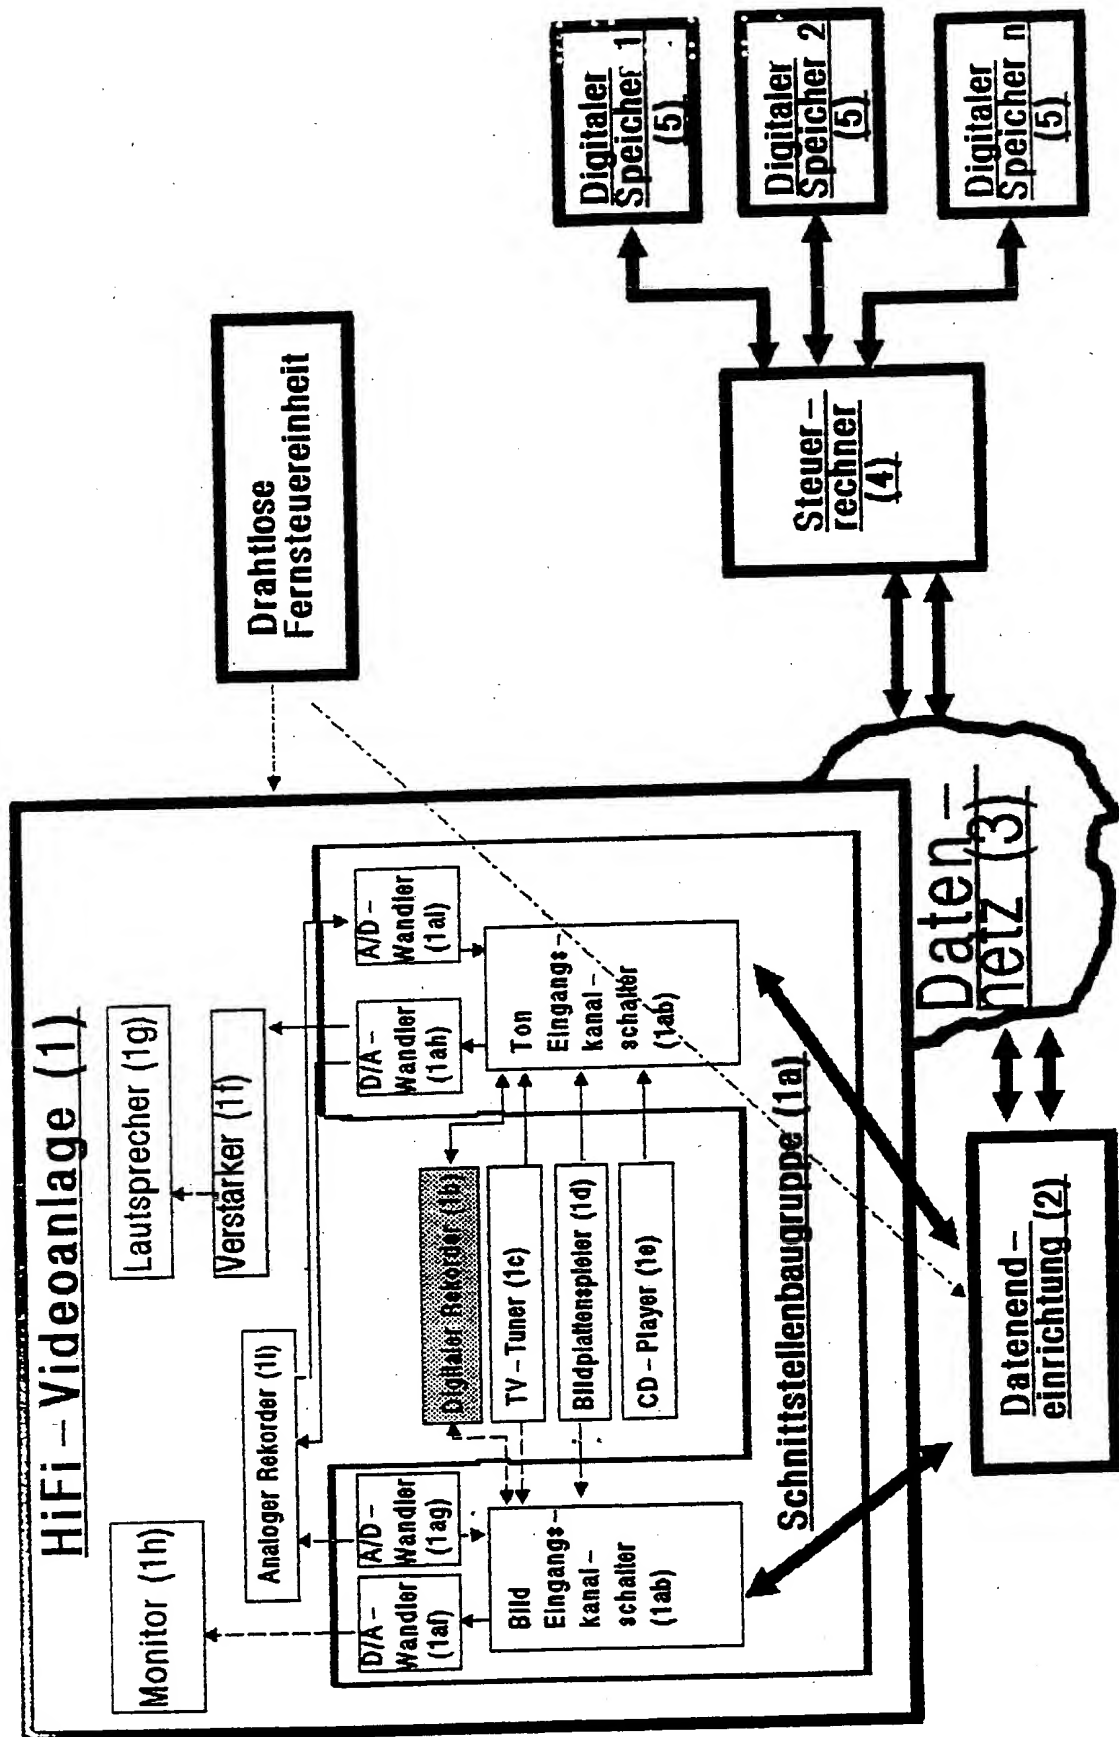 HiFi-Videoanlage (1)
Monitor (1h)
Analoger Rekorder (1i)
Lautsprecher (1g)
Verstarker (1f)
D/A-
Wandler
(1af)
A/D-
Wandler
(1ag)
D/A-
Wandler
(1ah)
A/D-
Wandler
(1ai)
Bild
Eingangs-
kanal-
schalter
(1ab)
Digitaler Rekorder (1b)
TV-Tuner (1c)
Bildplattenspieler (1d)
CD-Player (1e)
Ton
Eingangs-
kanal-
schalter
(1ab)
Schnittstellenbaugruppe (1a)
Drahtlose
Fernsteuereinheit
Datenend-
einrichtung (2)
Daten-
netz (3)
Steuer-
rechner
(4)
Digitaler
Speicher 1
(5)
Digitaler
Speicher 2
(5)
Digitaler
Speicher n
(5)